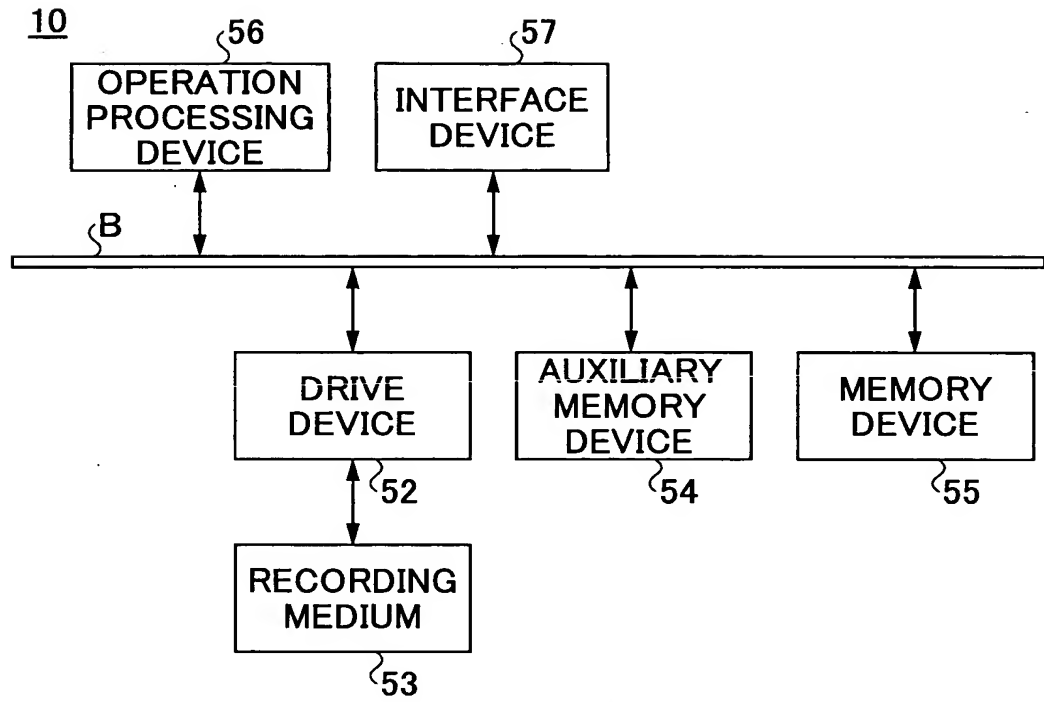 10
56
OPERATION
PROCESSING
DEVICE
57
INTERFACE
DEVICE
B
DRIVE
DEVICE
52
AUXILIARY
MEMORY
DEVICE
54
MEMORY
DEVICE
55
RECORDING
MEDIUM
53